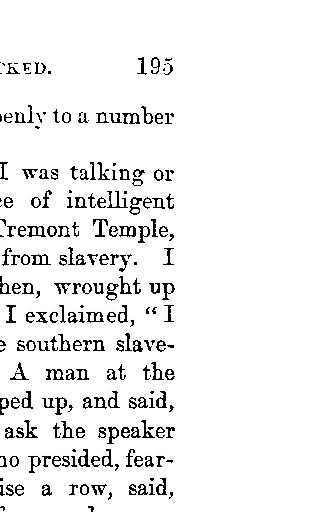 CKED. 195
penly to a number
I was talking or
ce of intelligent
Tremont Temple,
from slavery. I
hen, wrought up
I exclaimed, "I
e southern slave-
A man at the
ped up, and said,
ask the speaker
ho presided, fear-
ise a row, said,